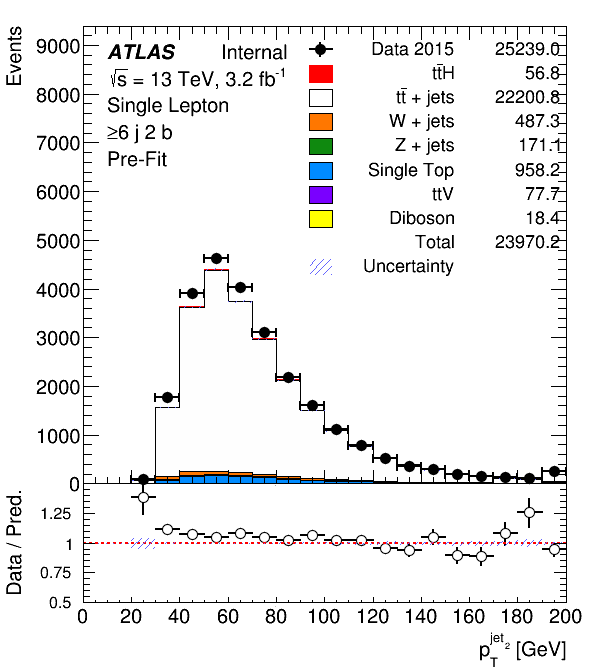 Events
9000
8000
7000
6000
5000
4000
3000
2000
1000
0
ATLAS Internal
√s = 13 TeV, 3.2 fb⁻¹
Single Lepton
≥6 j 2 b
Pre-Fit
Data 2015 25239.0
tt̄H 56.8
tt̄ + jets 22200.8
W + jets 487.3
Z + jets 171.1
Single Top 958.2
ttV 77.7
Diboson 18.4
Total 23970.2
Uncertainty
Data / Pred.
1.25
1
0.75
0.5
0 20 40 60 80 100 120 140 160 180 200
p_T^{jet_2} [GeV]